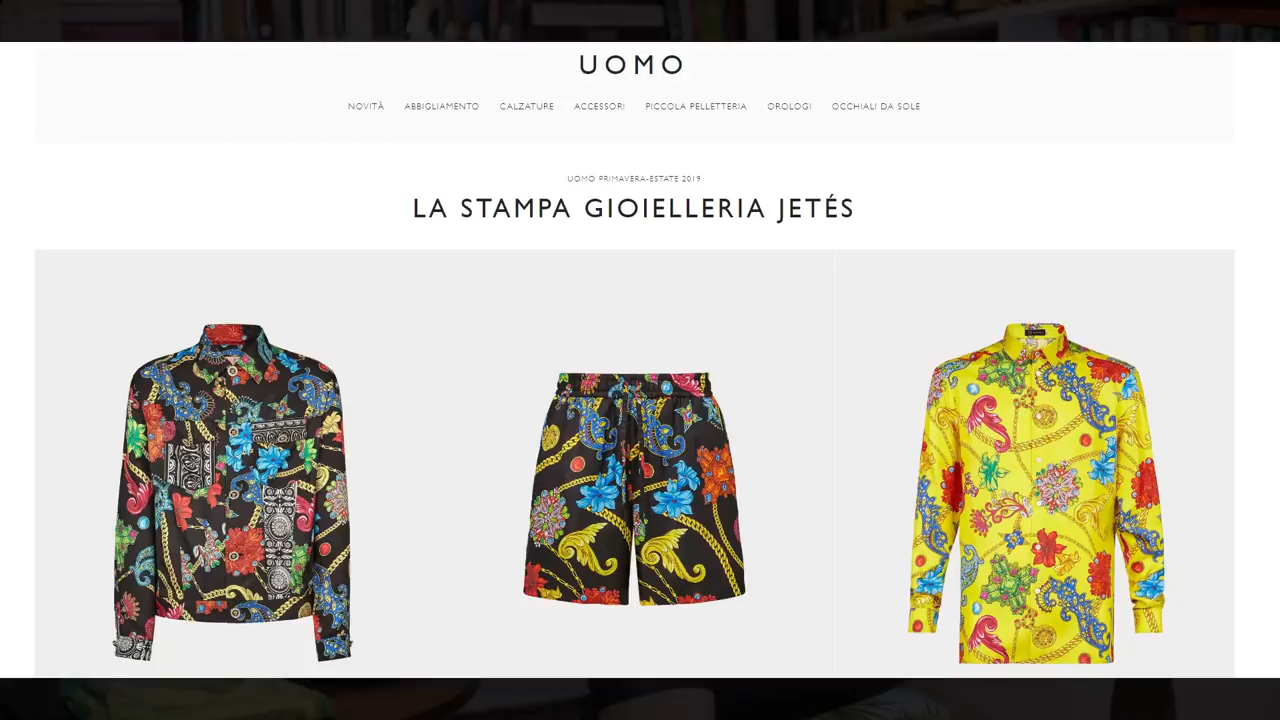 UOMO
NOVITÀ ABBIGLIAMENTO CALZATURE ACCESSORI PICCOLA PELLETTERIA OROLOGI OCCHIALI DA SOLE
UOMO PRIMAVERA-ESTATE 2019
LA STAMPA GIOIELLERIA JETÉS